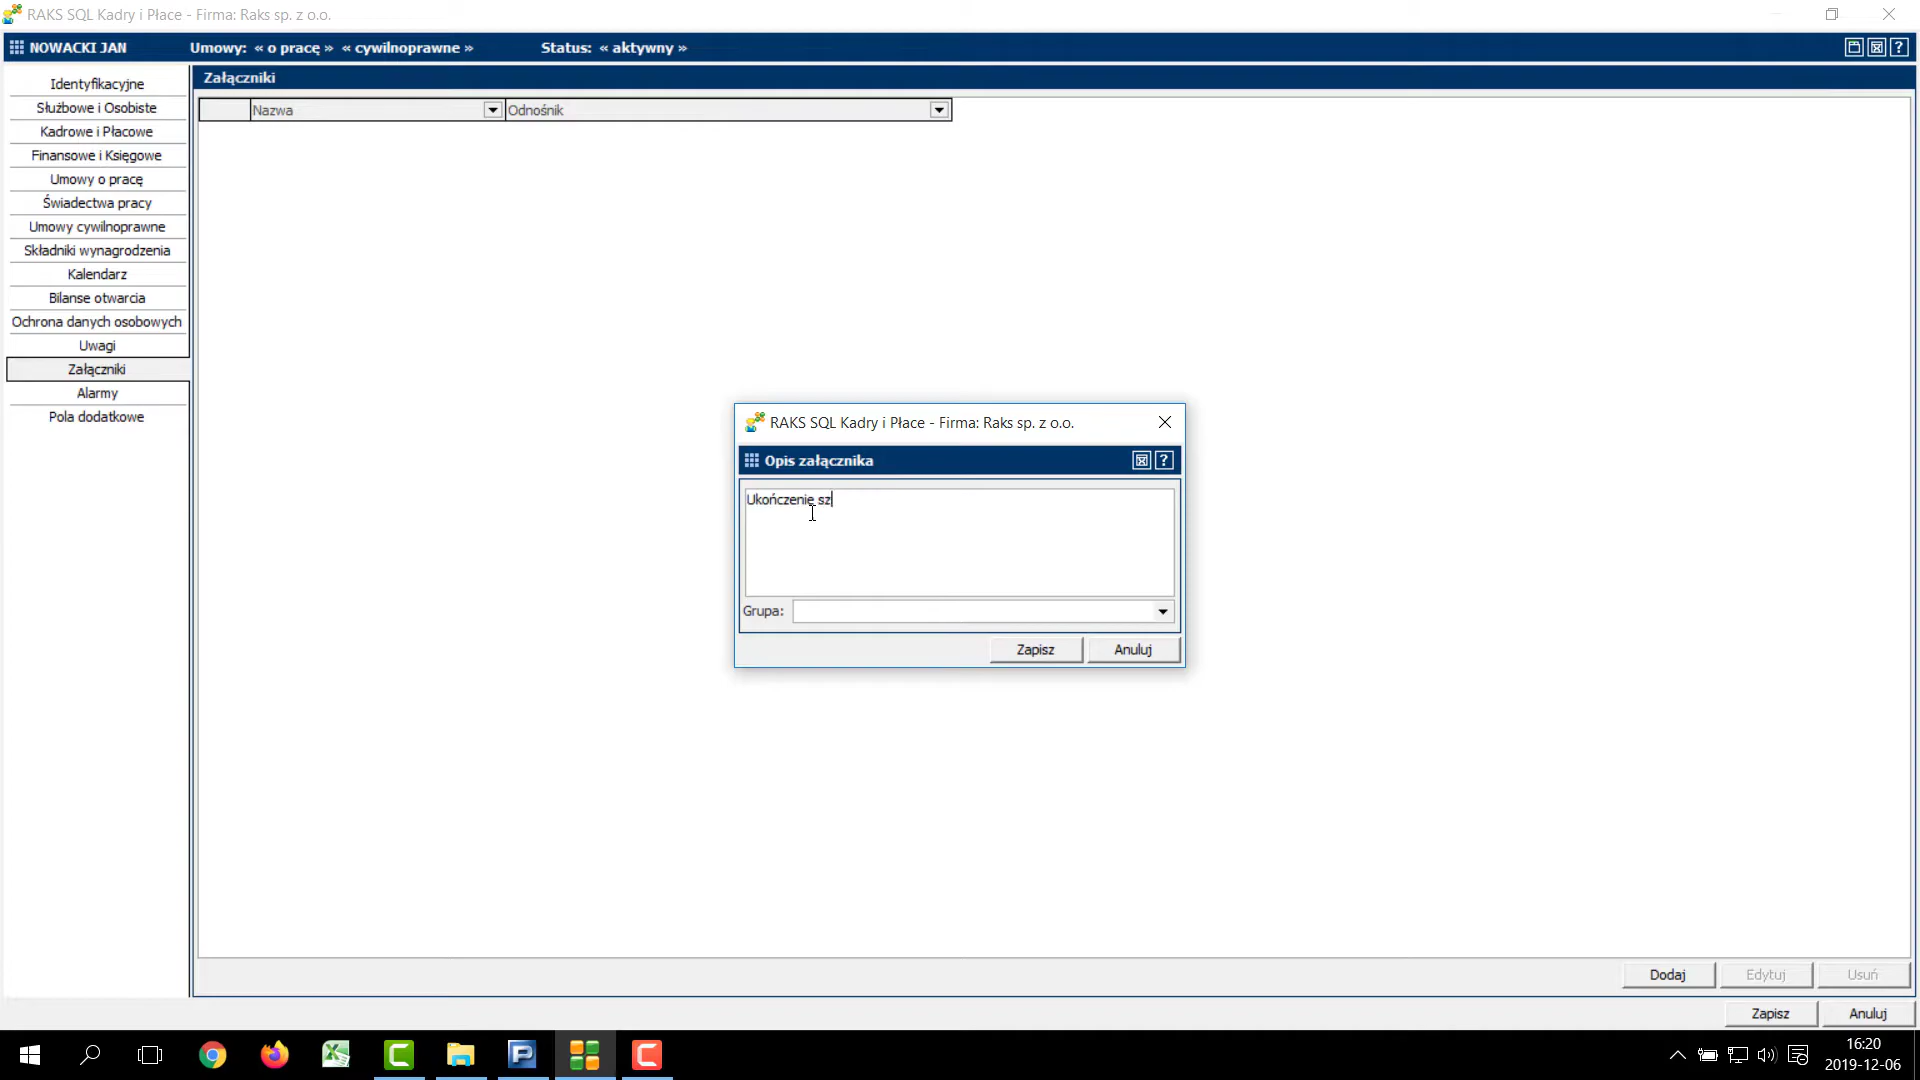 RAKS SQL Kadry i Płace - Firma: Raks sp. z o.o.
NOWACKI JAN Umowy: « o pracę » « cywilnoprawne » Status: « aktywny »
Identyfikacyjne
Służbowe i Osobiste
Kadrowe i Płacowe
Finansowe i Księgowe
Umowy o pracę
Świadectwa pracy
Umowy cywilnoprawne
Składniki wynagrodzenia
Kalendarz
Bilanse otwarcia
Ochrona danych osobowych
Uwagi
Załączniki
Alarmy
Pola dodatkowe
Załączniki
Nazwa Odnośnik
RAKS SQL Kadry i Płace - Firma: Raks sp. z o.o.
Opis załącznika
Ukończenie sz
Grupa:
Zapisz Anuluj
Dodaj Edytuj Usuń
Zapisz Anuluj
16:20
2019-12-06